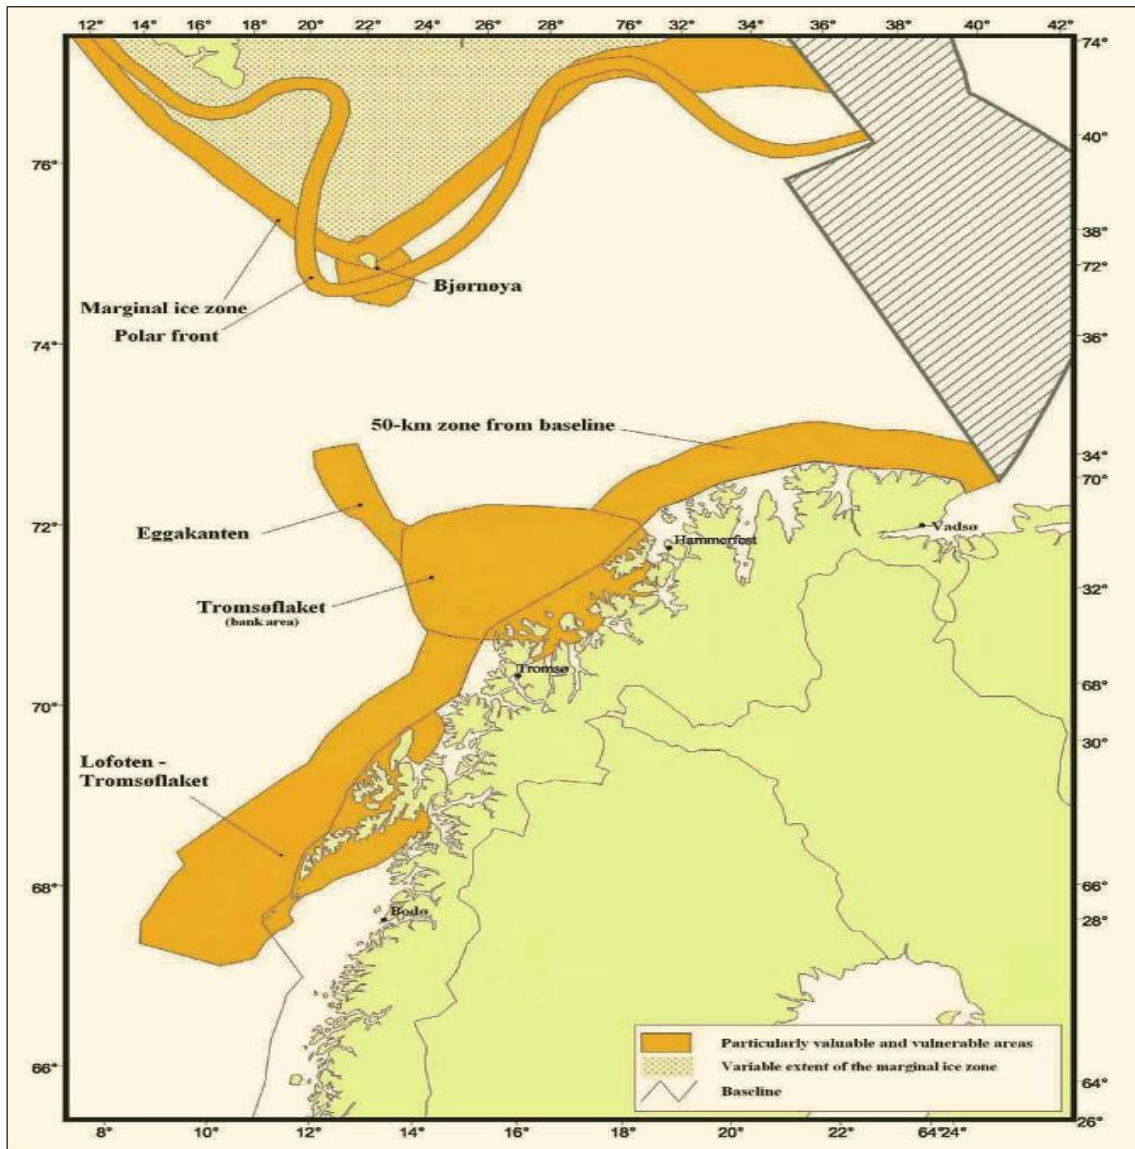 12° 14° 16° 18° 20° 22° 24° 26° 28° 30° 76° 32° 34° 36° 38° 40° 42°
74°
40°
76°
38°
72°
Bjørnøya
Marginal ice zone
Polar front
36°
74°
50-km zone from baseline
34°
70°
Eggakanten
72°
Vadsø
Hammerfest
32°
Tromsøflaket
(bank area)
Tromsø
68°
70°
30°
Lofoten -
Tromsøflaket
68°
66°
28°
Bodø
Particularly valuable and vulnerable areas
Variable extent of the marginal ice zone
Baseline
66°
64°
26°
8° 10° 12° 14° 16° 18° 20° 22° 64° 24°